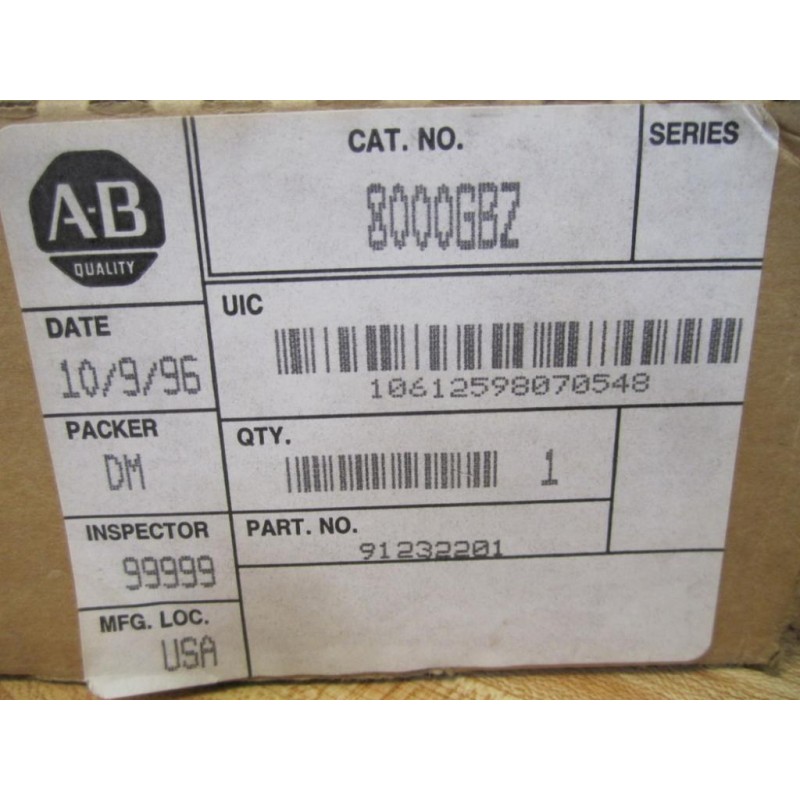 A-B
QUALITY
CAT. NO.
8000GBZ
SERIES
DATE
10/9/96
UIC
10612598070548
PACKER
DM
QTY.
1
INSPECTOR
99999
PART. NO.
91232201
MFG. LOC.
USA